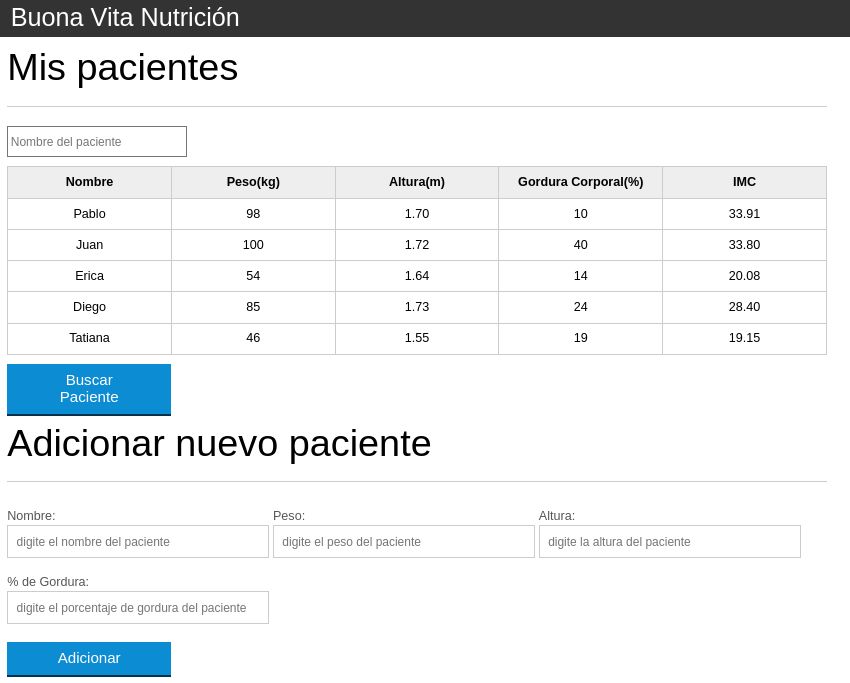 Buona Vita Nutrición
Mis pacientes
Nombre del paciente
Nombre Peso(kg) Altura(m) Gordura Corporal(%) IMC
Pablo 98 1.70 10 33.91
Juan 100 1.72 40 33.80
Erica 54 1.64 14 20.08
Diego 85 1.73 24 28.40
Tatiana 46 1.55 19 19.15
Buscar
Paciente
Adicionar nuevo paciente
Nombre: Peso: Altura:
digite el nombre del paciente digite el peso del paciente digite la altura del paciente
% de Gordura:
digite el porcentaje de gordura del paciente
Adicionar